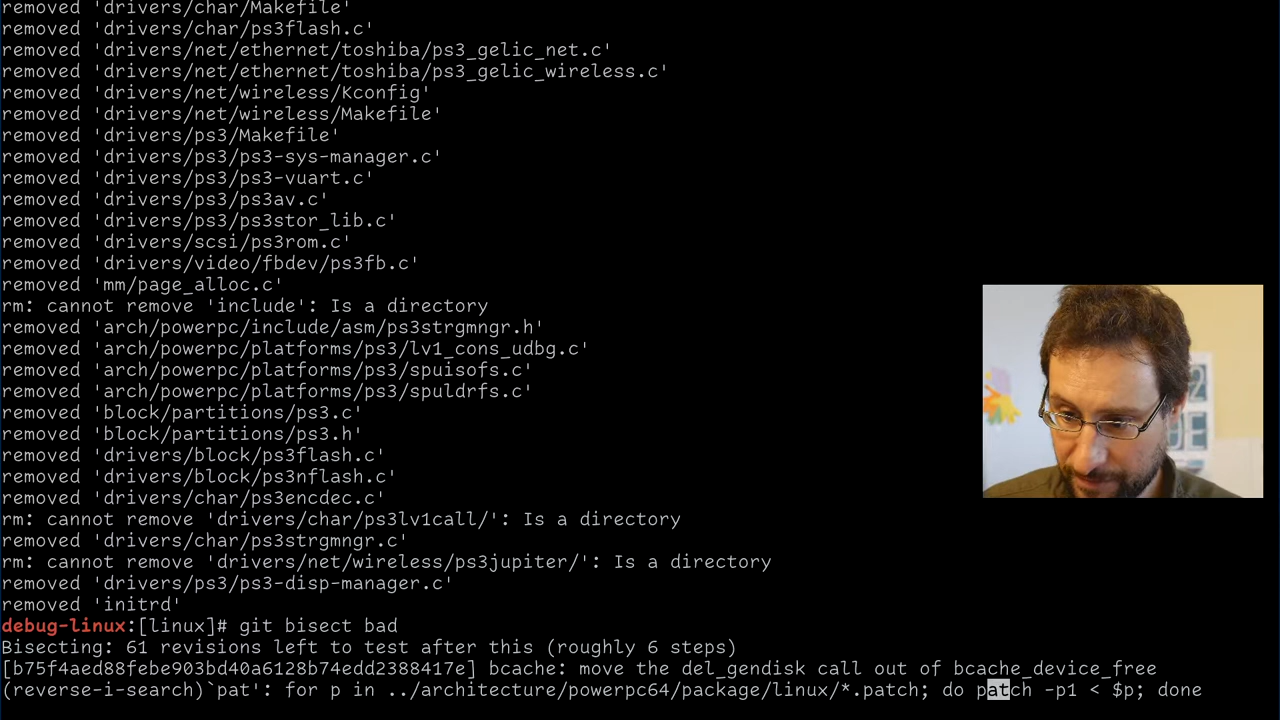 removed 'drivers/char/Makefile'
removed 'drivers/char/ps3flash.c'
removed 'drivers/net/ethernet/toshiba/ps3_gelic_net.c'
removed 'drivers/net/ethernet/toshiba/ps3_gelic_wireless.c'
removed 'drivers/net/wireless/Kconfig'
removed 'drivers/net/wireless/Makefile'
removed 'drivers/ps3/Makefile'
removed 'drivers/ps3/ps3-sys-manager.c'
removed 'drivers/ps3/ps3-vuart.c'
removed 'drivers/ps3/ps3av.c'
removed 'drivers/ps3/ps3stor_lib.c'
removed 'drivers/scsi/ps3rom.c'
removed 'drivers/video/fbdev/ps3fb.c'
removed 'mm/page_alloc.c'
rm: cannot remove 'include': Is a directory
removed 'arch/powerpc/include/asm/ps3strgmngr.h'
removed 'arch/powerpc/platforms/ps3/lv1_cons_udbg.c'
removed 'arch/powerpc/platforms/ps3/spuisofs.c'
removed 'arch/powerpc/platforms/ps3/spuldrfs.c'
removed 'block/partitions/ps3.c'
removed 'block/partitions/ps3.h'
removed 'drivers/block/ps3flash.c'
removed 'drivers/block/ps3nflash.c'
removed 'drivers/char/ps3encdec.c'
rm: cannot remove 'drivers/char/ps3lv1call/': Is a directory
removed 'drivers/char/ps3strgmngr.c'
rm: cannot remove 'drivers/net/wireless/ps3jupiter/': Is a directory
removed 'drivers/ps3/ps3-disp-manager.c'
removed 'initrd'
debug-linux:[linux]# git bisect bad
Bisecting: 61 revisions left to test after this (roughly 6 steps)
[b75f4aed88febe903bd40a6128b74edd2388417e] bcache: move the del_gendisk call out of bcache_device_free
(reverse-i-search)`pat': for p in ../architecture/powerpc64/package/linux/*.patch; do patch -p1 < $p; done